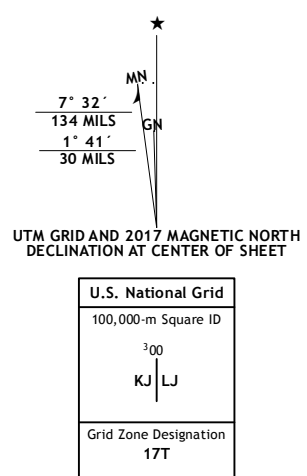 ★
MN
7° 32´
134 MILS
GN
1° 41´
30 MILS
UTM GRID AND 2017 MAGNETIC NORTH
DECLINATION AT CENTER OF SHEET
U.S. National Grid
100,000-m Square ID
³00
KJ LJ
Grid Zone Designation
17T